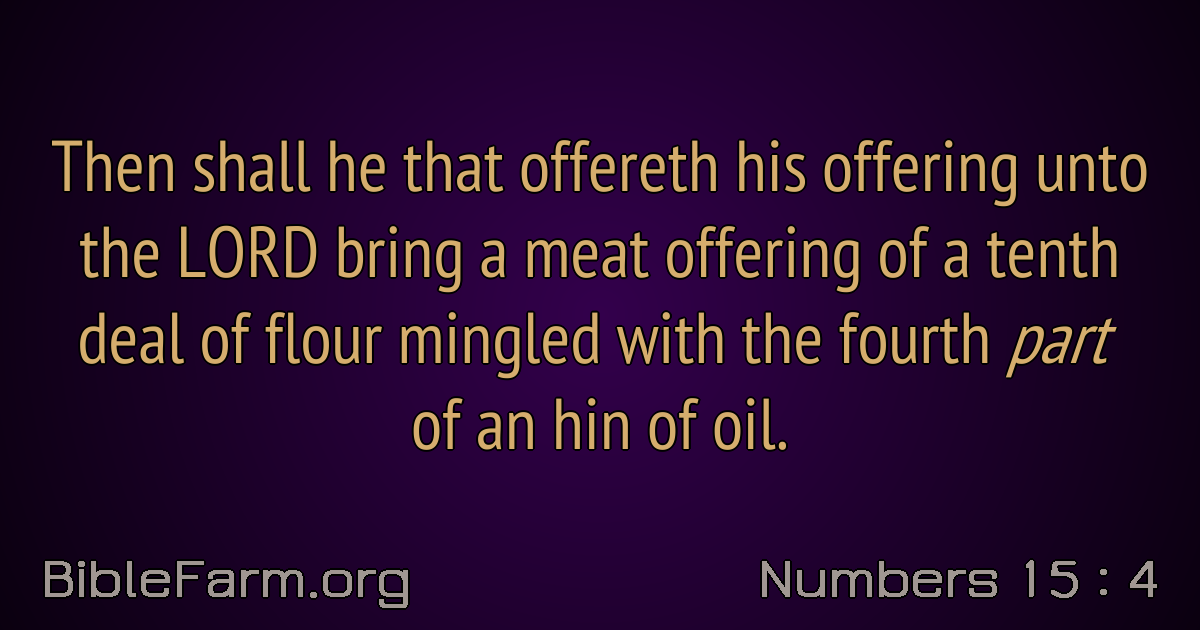 Then shall he that offereth his offering unto
the LORD bring a meat offering of a tenth
deal of flour mingled with the fourth part
of an hin of oil.
BibleFarm.org
Numbers 15 : 4